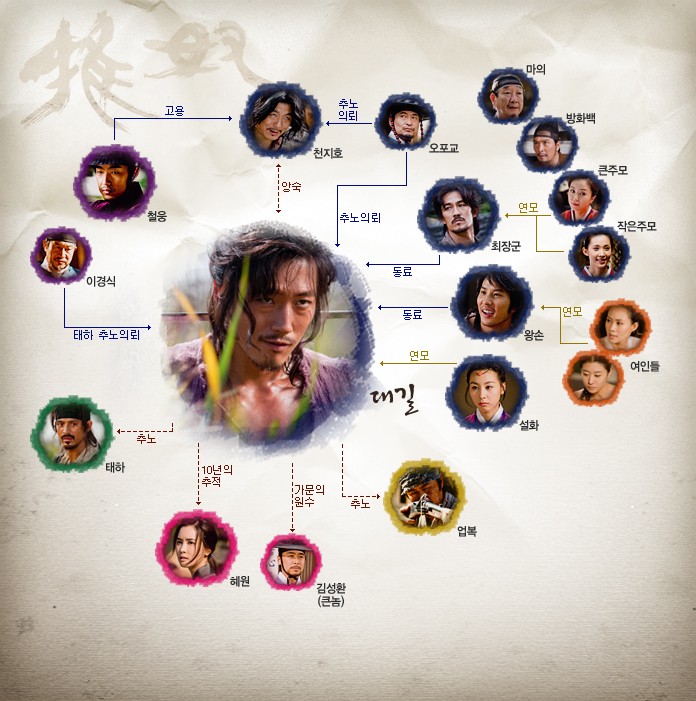 推奴
마의
고용
추노
의뢰
방화백
천지호
오포교
큰주모
앙숙
연모
철웅
추노의뢰
최장군
작은주모
동료
이경식
연모
동료
태하 추노의뢰
왕손
여인들
연모
대길
설화
추노
태하
10년의
추적
가문의
원수
추노
업복
혜원
김성환
(큰놈)